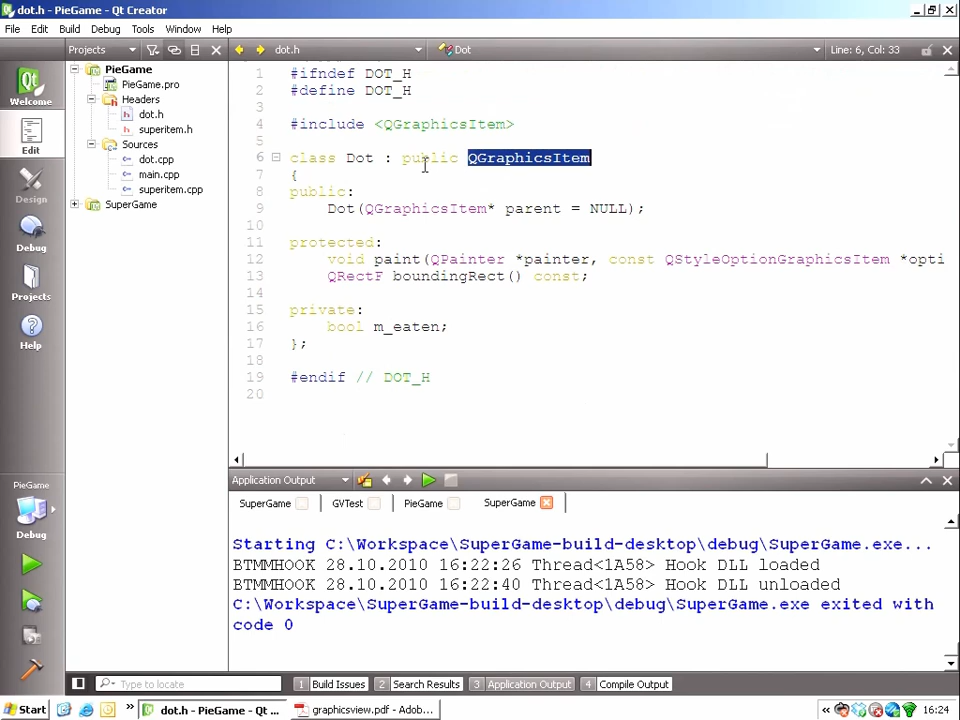 dot.h - PieGame - Qt Creator
File Edit Build Debug Tools Window Help
Projects
dot.h
Dot
Line: 6, Col: 33
Welcome
Edit
Design
Debug
Projects
Help
PieGame
Debug
PieGame
PieGame.pro
Headers
dot.h
superitem.h
Sources
dot.cpp
main.cpp
superitem.cpp
SuperGame
1 #ifndef DOT_H
2 #define DOT_H
3
4 #include <QGraphicsItem>
5
6 class Dot : public QGraphicsItem
7 {
8 public:
9 Dot(QGraphicsItem* parent = NULL);
10
11 protected:
12 void paint(QPainter *painter, const QStyleOptionGraphicsItem *opti
13 QRectF boundingRect() const;
14
15 private:
16 bool m_eaten;
17 };
18
19 #endif // DOT_H
20
Application Output
SuperGame GVTest PieGame SuperGame
Starting C:\Workspace\SuperGame-build-desktop\debug\SuperGame.exe...
BTMMHOOK 28.10.2010 16:22:26 Thread<1A58> Hook DLL loaded
BTMMHOOK 28.10.2010 16:22:40 Thread<1A58> Hook DLL unloaded
C:\Workspace\SuperGame-build-desktop\debug\SuperGame.exe exited with
code 0
Type to locate
1 Build Issues 2 Search Results 3 Application Output 4 Compile Output
Start
dot.h - PieGame - Qt ...
graphicsview.pdf - Adob...
16:24